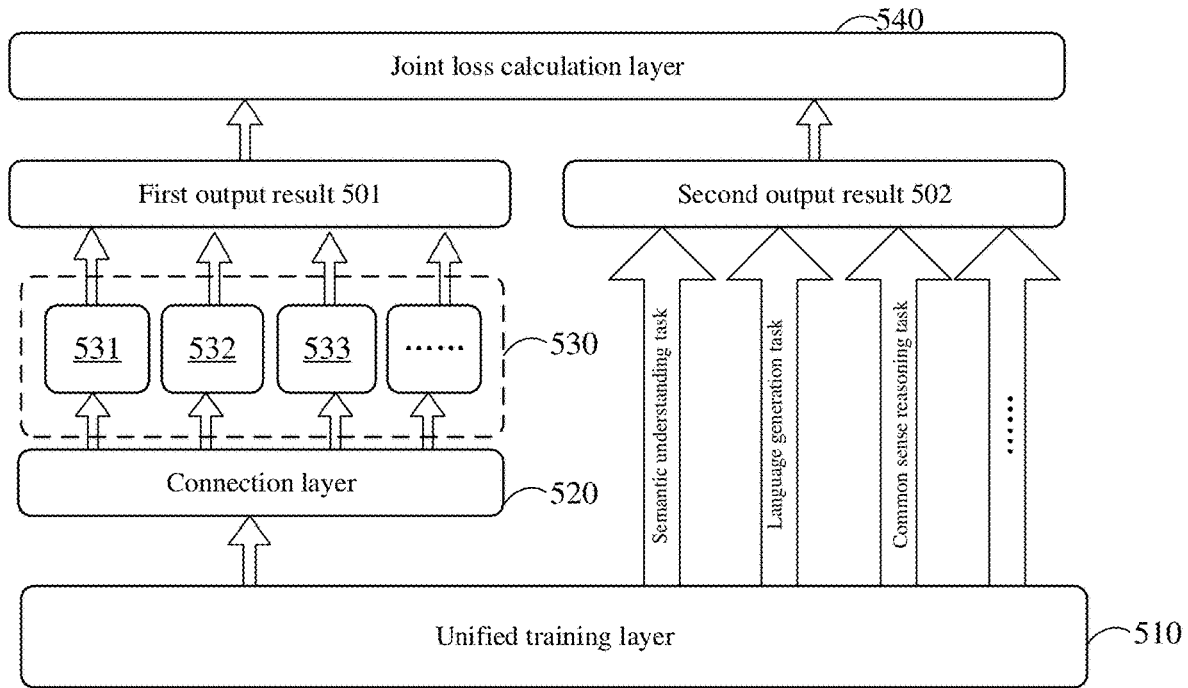 540
Joint loss calculation layer
First output result 501
Second output result 502
531
532
533
......
530
Semantic understanding task
Language generation task
Common sense reasoning task
......
Connection layer
520
Unified training layer
510